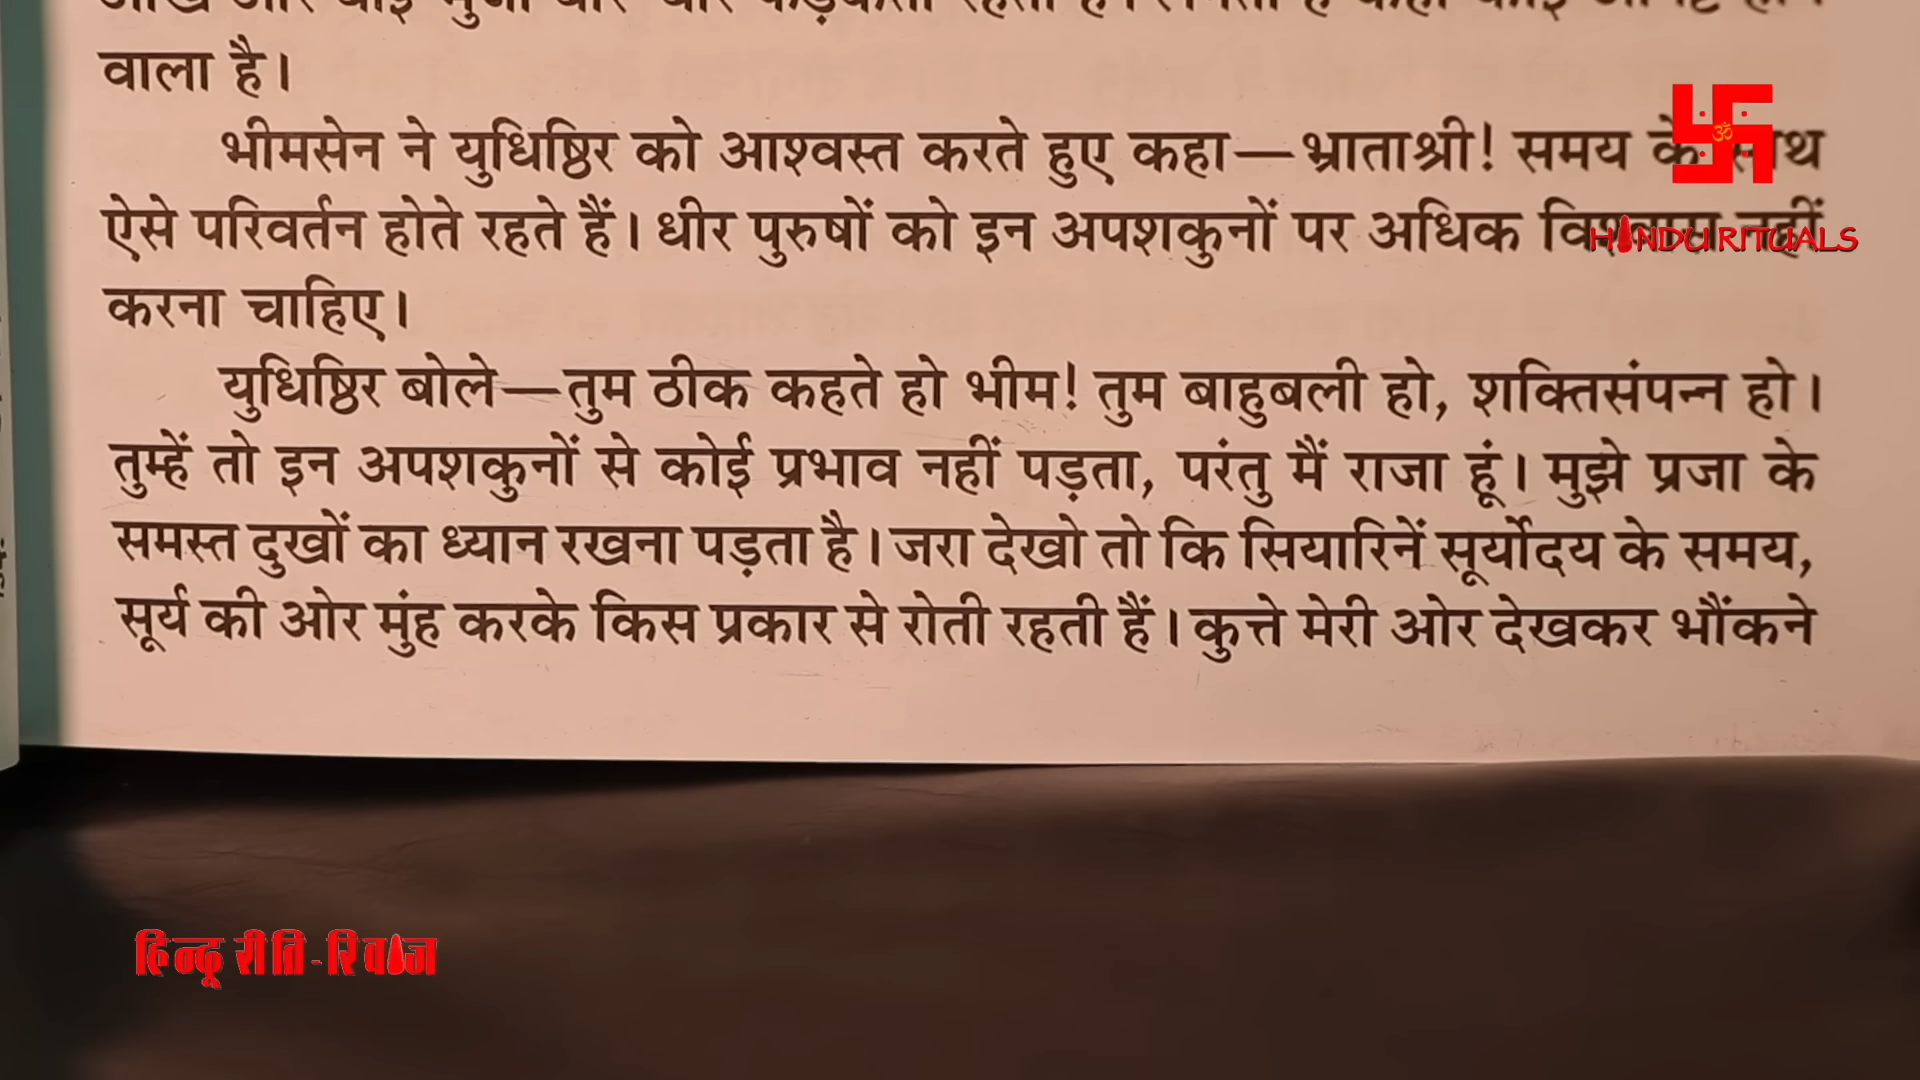 वाला है।
भीमसेन ने युधिष्ठिर को आश्वस्त करते हुए कहा—भ्राताश्री! समय के साथ
ऐसे परिवर्तन होते रहते हैं। धीर पुरुषों को इन अपशकुनों पर अधिक विश्वास नहीं
HINDU RITUALS
करना चाहिए।
युधिष्ठिर बोले—तुम ठीक कहते हो भीम! तुम बाहुबली हो, शक्तिसंपन्न हो।
तुम्हें तो इन अपशकुनों से कोई प्रभाव नहीं पड़ता, परंतु मैं राजा हूं। मुझे प्रजा के
समस्त दुखों का ध्यान रखना पड़ता है। जरा देखो तो कि सियारिनें सूर्योदय के समय,
सूर्य की ओर मुंह करके किस प्रकार से रोती रहती हैं। कुत्ते मेरी ओर देखकर भौंकने
हिन्दू रीति-रिवाज